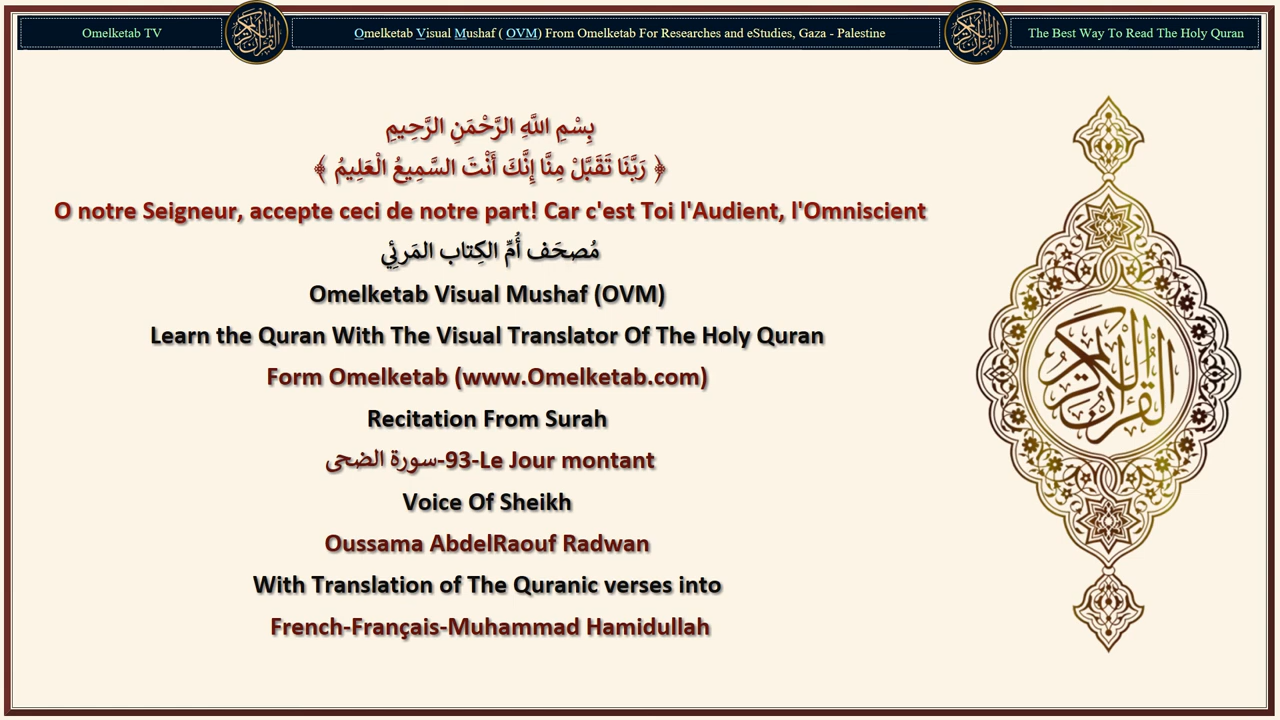 Omelketab TV
Omelketab Visual Mushaf ( OVM) From Omelketab For Researches and eStudies, Gaza - Palestine
The Best Way To Read The Holy Quran
بِسْمِ اللَّهِ الرَّحْمَنِ الرَّحِيمِ
﴿ رَبَّنَا تَقَبَّلْ مِنَّا إِنَّكَ أَنْتَ السَّمِيعُ الْعَلِيمُ ﴾
O notre Seigneur, accepte ceci de notre part! Car c'est Toi l'Audient, l'Omniscient
مُصحَف أُمِّ الكِتاب المَرئِي
Omelketab Visual Mushaf (OVM)
Learn the Quran With The Visual Translator Of The Holy Quran
Form Omelketab (www.Omelketab.com)
Recitation From Surah
سورة الضحى-93-Le Jour montant
Voice Of Sheikh
Oussama AbdelRaouf Radwan
With Translation of The Quranic verses into
French-Français-Muhammad Hamidullah
القرآن الكريم